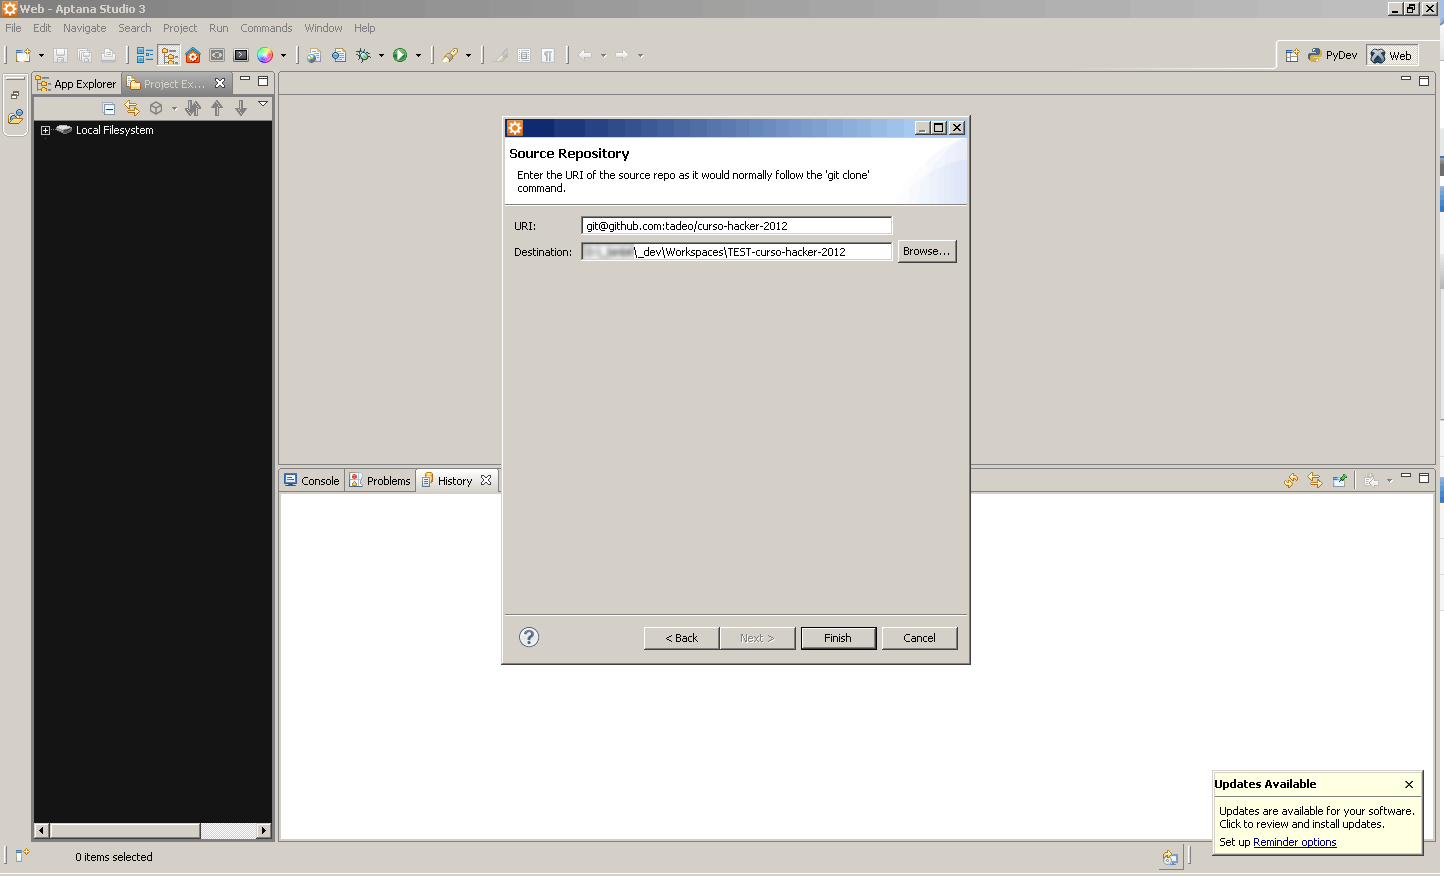 Web - Aptana Studio 3
File Edit Navigate Search Project Run Commands Window Help
PyDev Web
App Explorer Project Ex...
Local Filesystem
Source Repository
Enter the URI of the source repo as it would normally follow the 'git clone'
command.
URI: git@github.com:tadeo/curso-hacker-2012
Destination: \_dev\Workspaces\TEST-curso-hacker-2012 Browse...
Console Problems History
< Back Next > Finish Cancel
Updates Available
Updates are available for your software.
Click to review and install updates.
Set up Reminder options
0 items selected